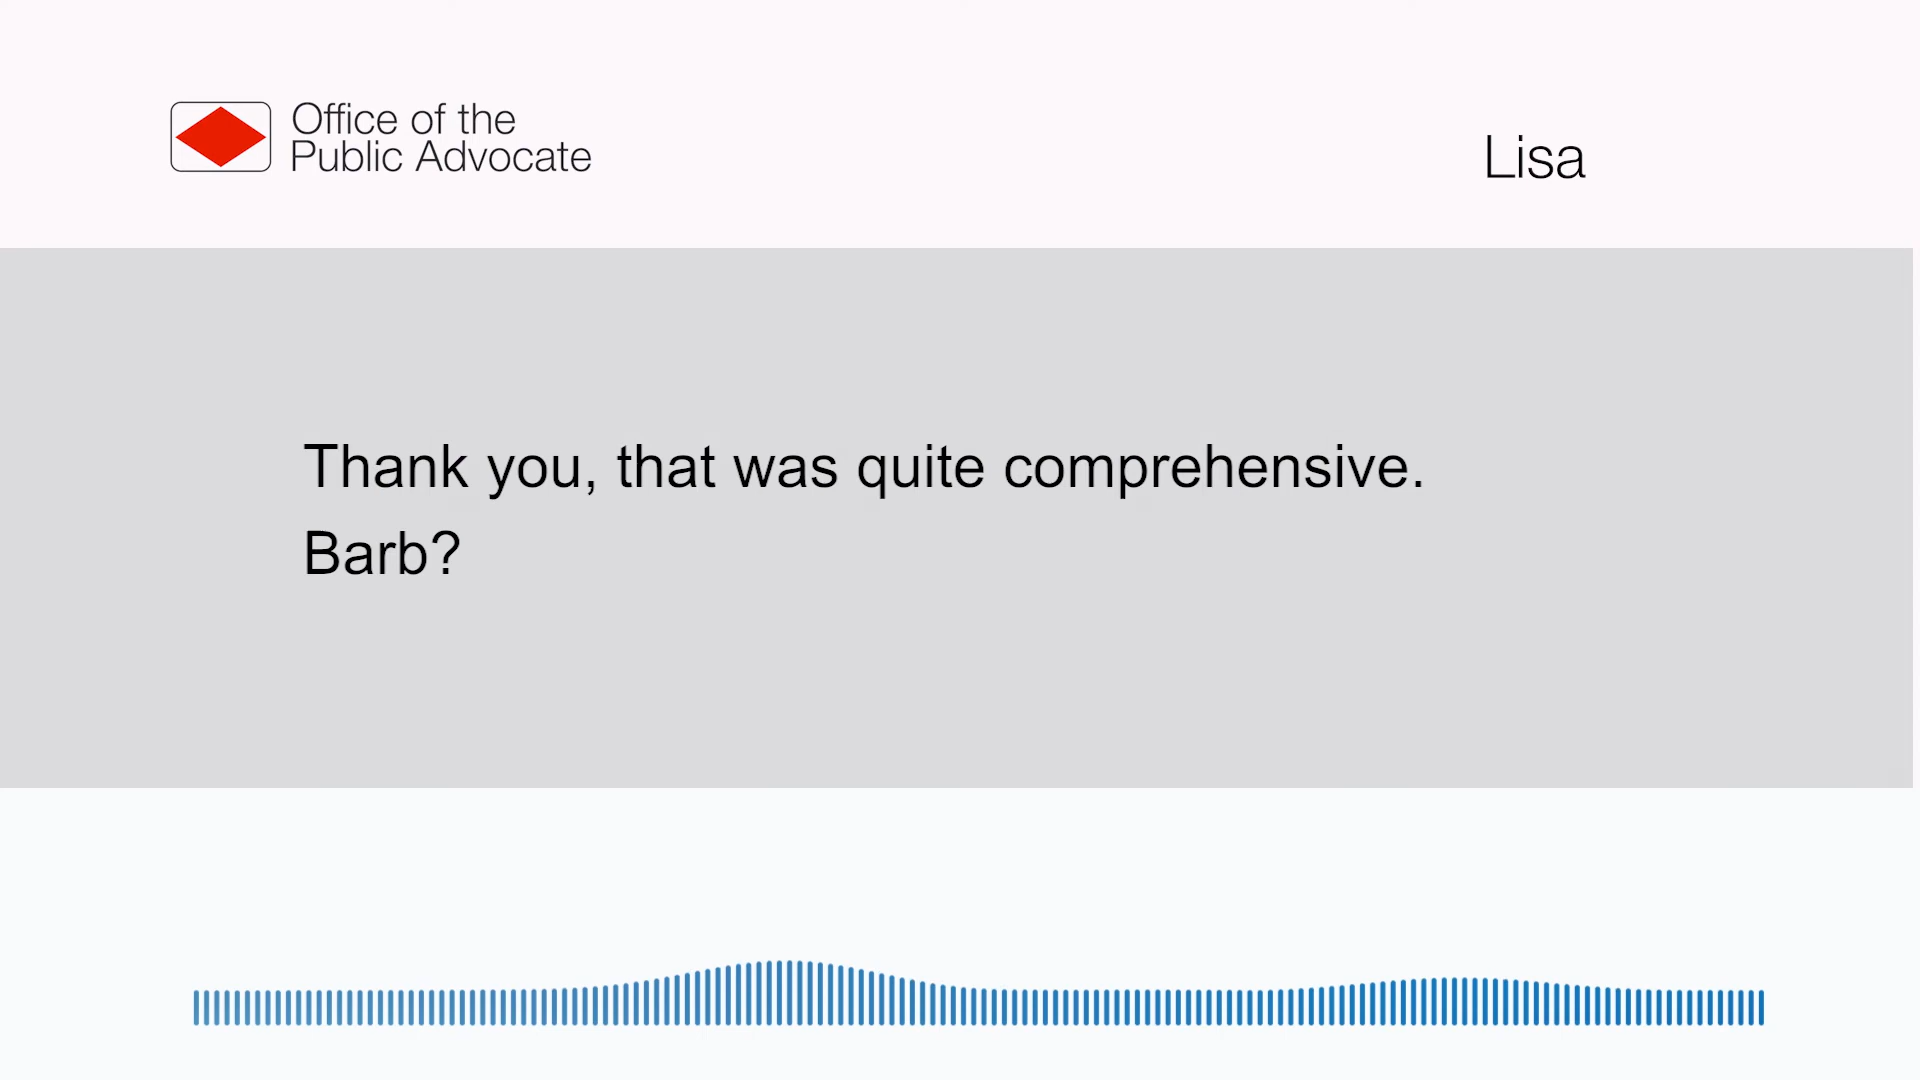 Office of the
Public Advocate
Lisa
Thank you, that was quite comprehensive.
Barb?